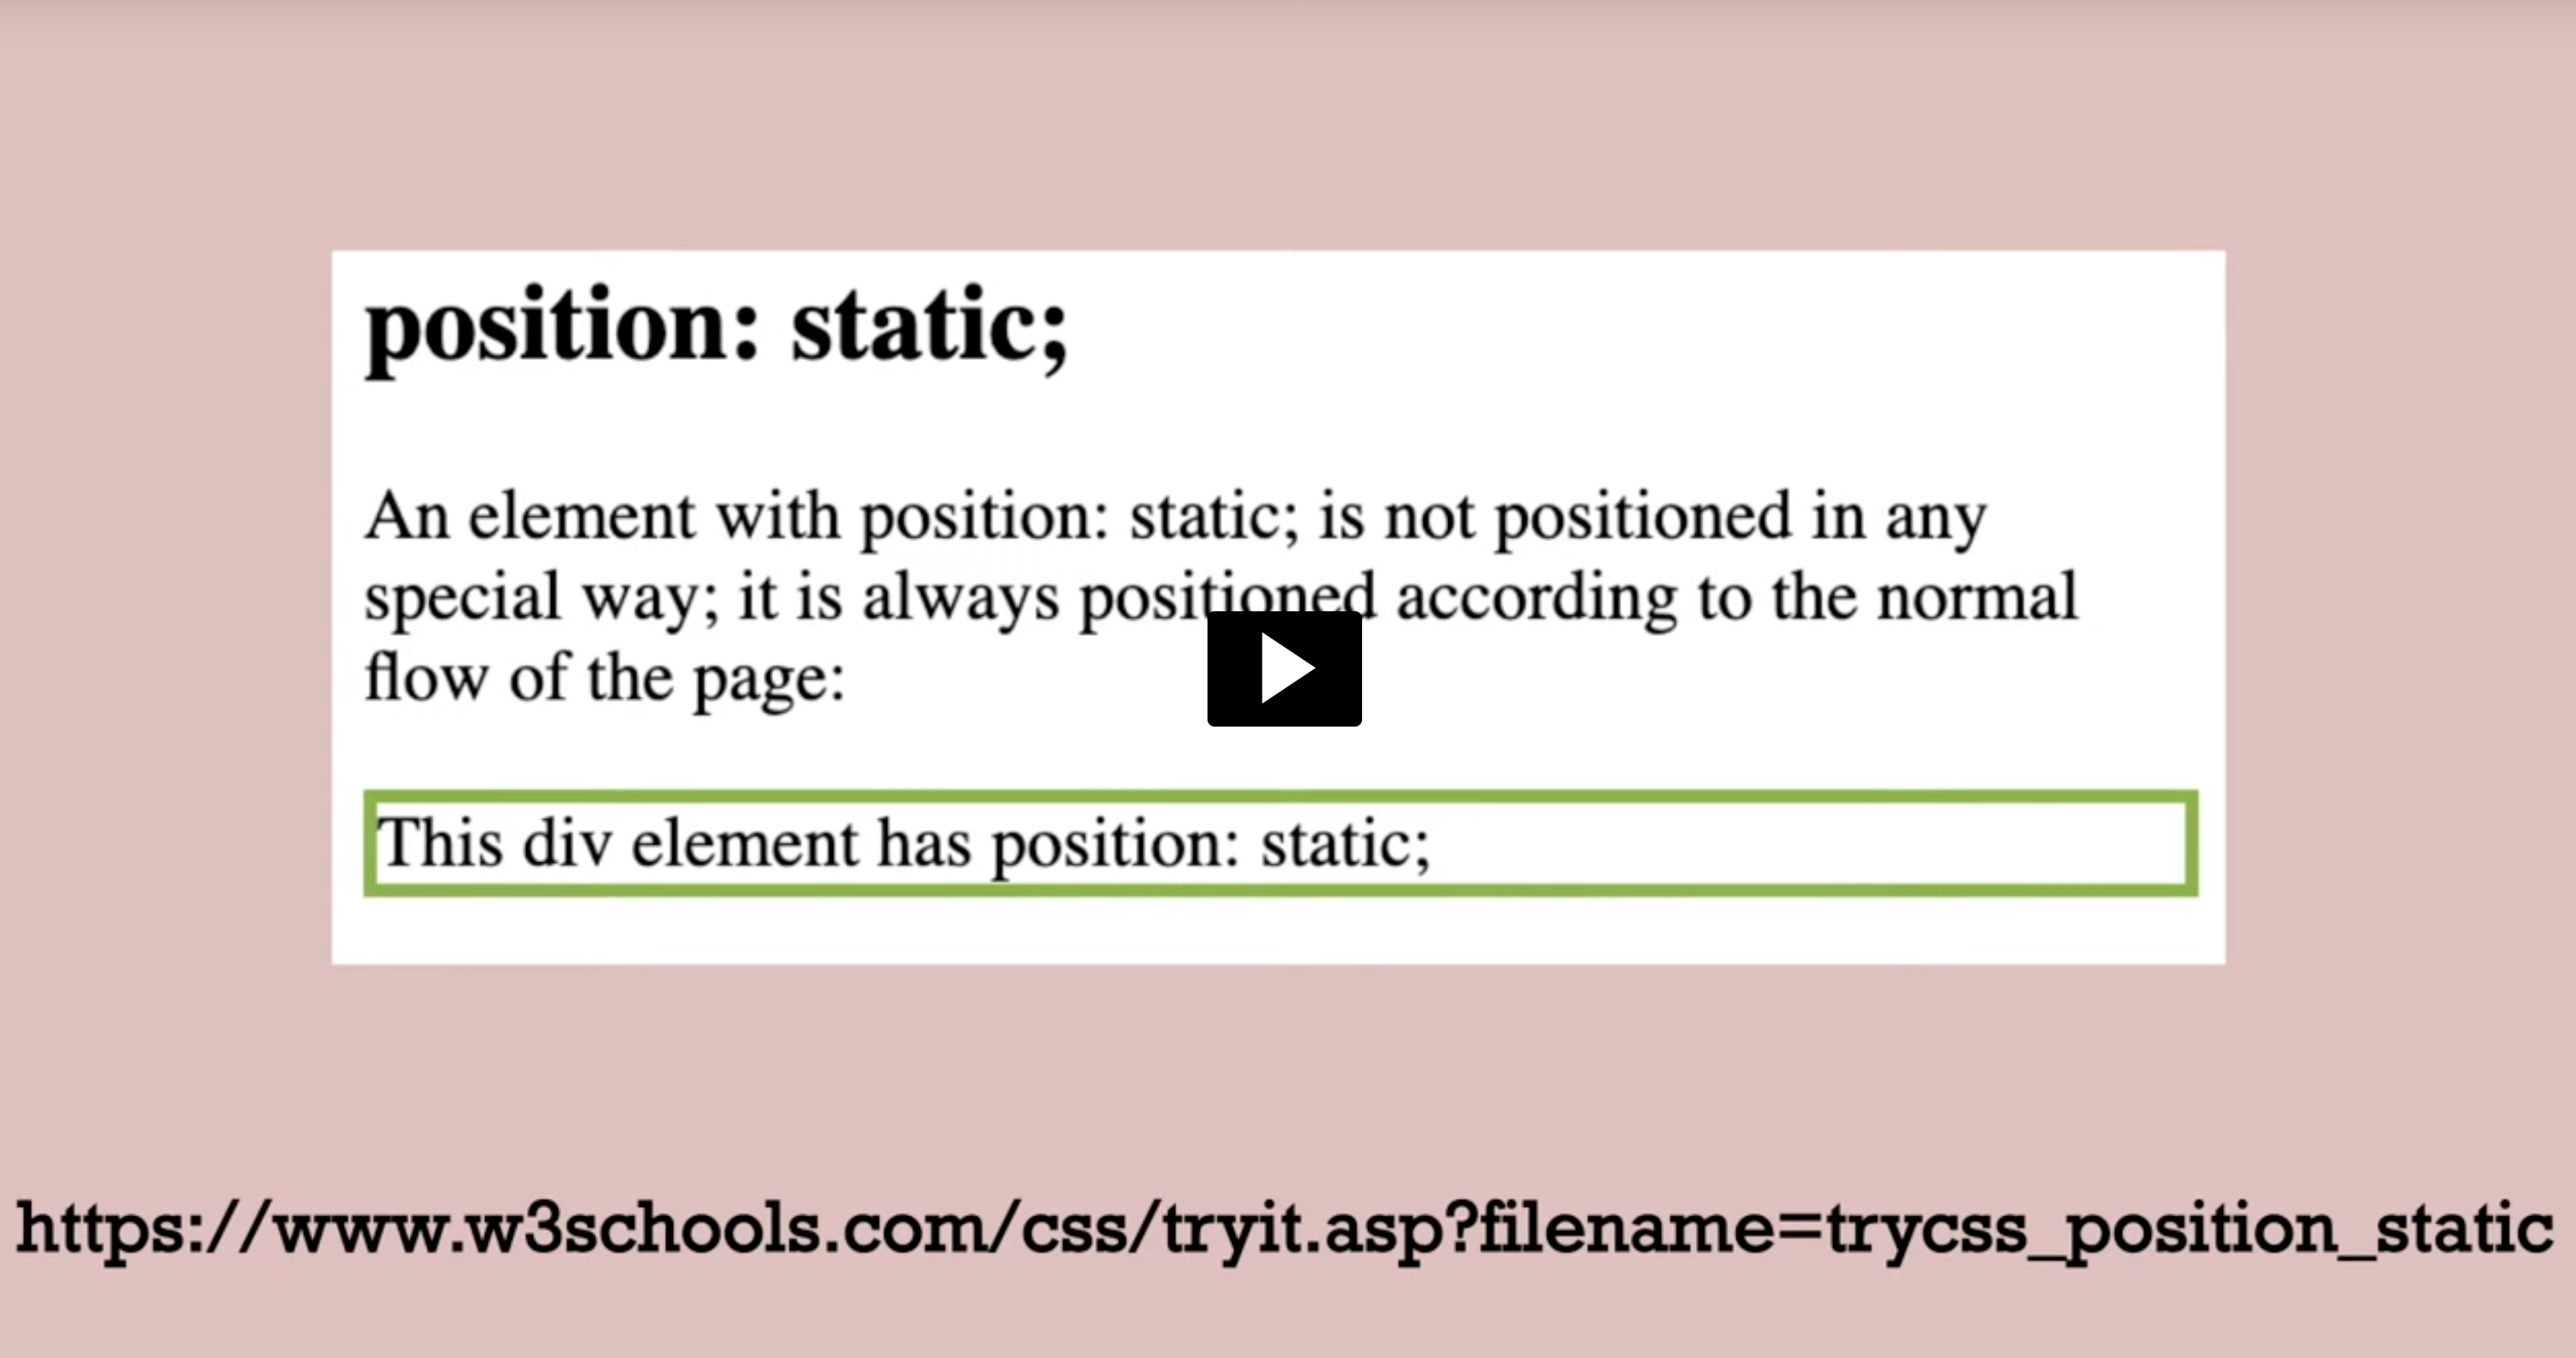 position: static;
An element with position: static; is not positioned in any
special way; it is always positioned according to the normal
flow of the page:
This div element has position: static;
https://www.w3schools.com/css/tryit.asp?filename=trycss_position_static